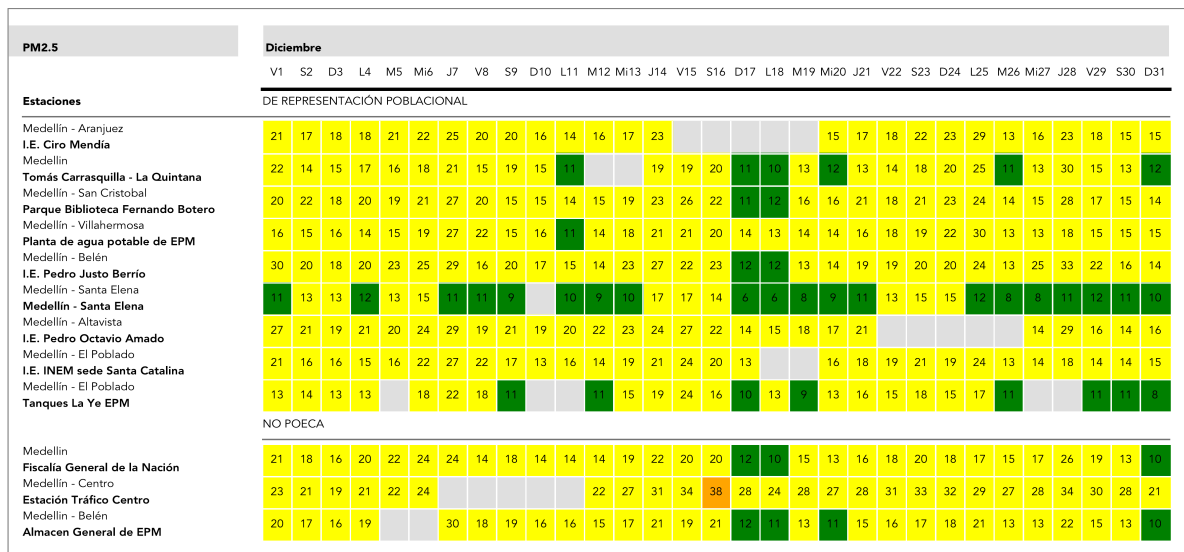 PM2.5 Diciembre
V1 S2 D3 L4 M5 Mi6 J7 V8 S9 D10 L11 M12 Mi13 J14 V15 S16 D17 L18 M19 Mi20 J21 V22 S23 D24 L25 M26 Mi27 J28 V29 S30 D31
Estaciones DE REPRESENTACIÓN POBLACIONAL
Medellín - Aranjuez
I.E. Ciro Mendía
21 17 18 18 21 22 25 20 20 16 14 16 17 23 15 17 18 22 23 29 13 16 23 18 15 15
Medellin
Tomás Carrasquilla - La Quintana
22 14 15 17 16 18 21 15 19 15 11 19 19 20 11 10 13 12 13 14 18 20 25 11 13 30 15 13 12
Medellín - San Cristobal
Parque Biblioteca Fernando Botero
20 22 18 20 19 21 27 20 15 15 14 15 19 23 26 22 11 12 16 16 21 18 21 23 24 14 15 28 17 15 14
Medellín - Villahermosa
Planta de agua potable de EPM
16 15 16 14 15 19 27 22 15 16 11 14 18 21 21 20 14 13 14 14 16 18 19 22 30 13 13 18 15 15 15
Medellín - Belén
I.E. Pedro Justo Berrío
30 20 18 20 23 25 29 16 20 17 15 14 23 27 22 23 12 12 13 14 14 19 20 20 24 13 25 33 22 16 14
Medellín - Santa Elena
Medellín - Santa Elena
11 13 13 12 13 15 11 11 9 10 9 10 17 17 14 6 6 8 9 11 13 15 15 12 8 8 11 12 11 10
Medellín - Altavista
I.E. Pedro Octavio Amado
27 21 19 21 20 24 29 19 21 19 20 22 23 24 27 22 14 15 18 17 21 14 29 16 14 16
Medellín - El Poblado
I.E. INEM sede Santa Catalina
21 16 16 15 16 22 27 22 17 13 16 14 19 21 24 20 13 16 18 19 21 19 24 13 14 18 14 14 15
Medellín - El Poblado
Tanques La Ye EPM
13 14 13 13 18 22 18 11 11 15 19 24 16 10 13 9 13 16 15 18 15 17 11 11 11 8
NO POECA
Medellin
Fiscalía General de la Nación
21 18 16 20 22 24 24 14 18 14 14 14 19 22 20 20 12 10 15 13 16 18 20 18 17 15 17 26 19 13 10
Medellín - Centro
Estación Tráfico Centro
23 21 19 21 22 24 22 27 31 34 38 28 24 28 27 28 31 33 32 29 27 28 34 30 28 21
Medellin - Belén
Almacen General de EPM
20 17 16 19 30 18 19 16 16 15 17 21 19 21 12 11 13 11 15 16 17 18 21 13 13 22 15 13 10